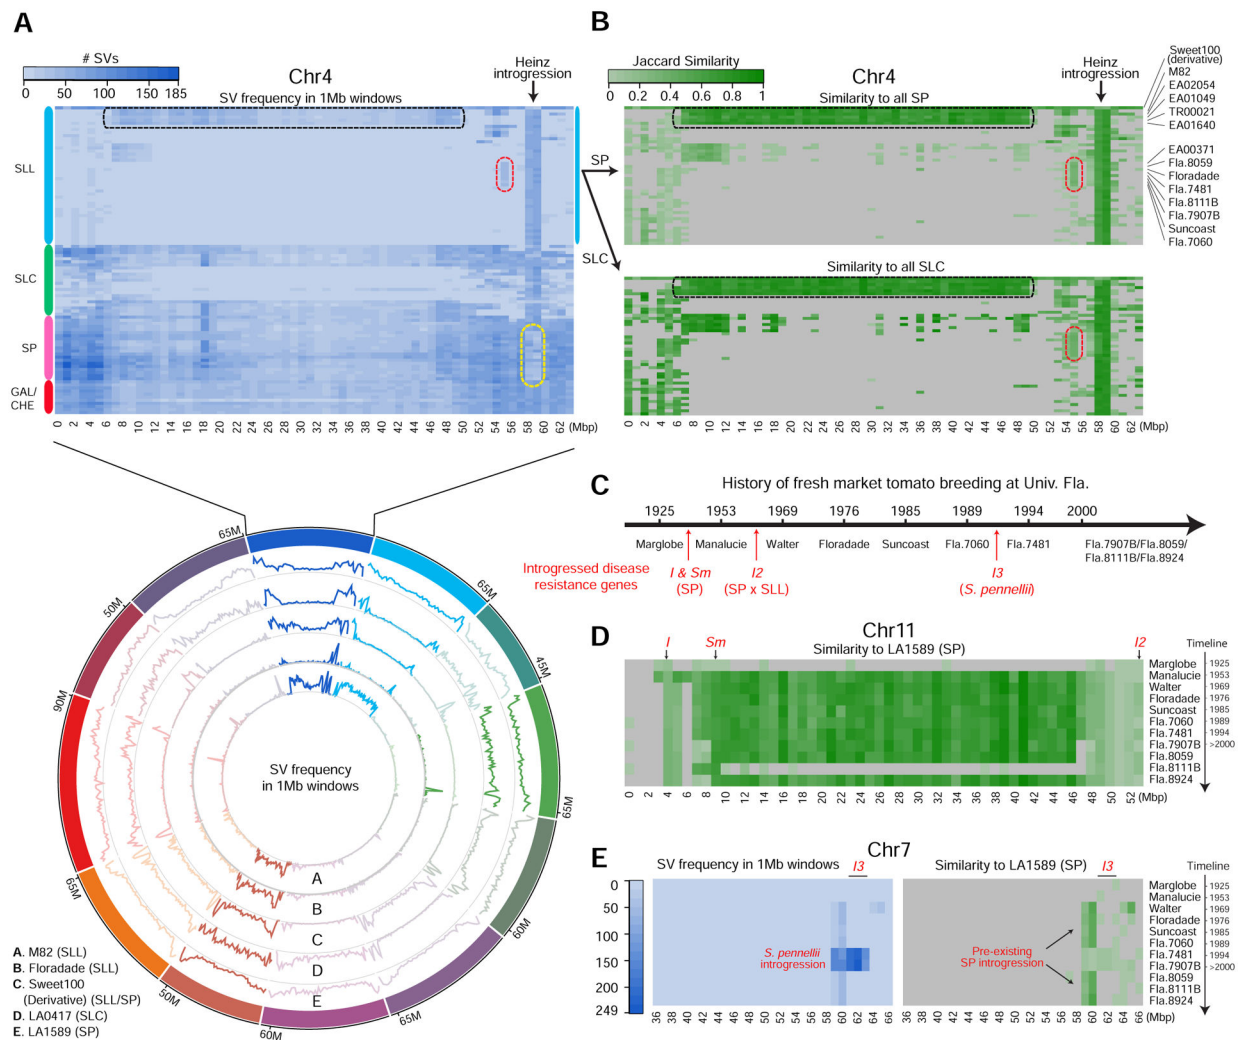 A
# SVs
0 50 100 150 185
Chr4
SV frequency in 1Mb windows
Heinz
introgression
SLL
SLC
SP
GAL/
CHE
0 2 4 6 8 10 12 14 16 18 20 22 24 26 28 30 32 34 36 38 40 42 44 46 48 50 52 54 56 58 60 62 (Mbp)
B
Jaccard Similarity
0 0.2 0.4 0.6 0.8 1
Chr4
Similarity to all SP
Heinz
introgression
SP
SLC
Sweet100
(derivative)
M82
EA02054
EA01049
TR00021
EA01640
EA00371
Fla.8059
Floradade
Fla.7481
Fla.8111B
Fla.7907B
Suncoast
Fla.7060
Similarity to all SLC
0 2 4 6 8 10 12 14 16 18 20 22 24 26 28 30 32 34 36 38 40 42 44 46 48 50 52 54 56 58 60 62 (Mbp)
65M
65M
45M
65M
60M
65M
60M
50M
65M
90M
50M
SV frequency
in 1Mb windows
A
B
C
D
E
A. M82 (SLL)
B. Floradade (SLL)
C. Sweet100
(Derivative) (SLL/SP)
D. LA0417 (SLC)
E. LA1589 (SP)
C
History of fresh market tomato breeding at Univ. Fla.
1925 1953 1969 1976 1985 1989 1994 2000
Marglobe Manalucie Walter Floradade Suncoast Fla.7060 Fla.7481 Fla.7907B/Fla.8059/
Fla.8111B/Fla.8924
Introgressed disease
resistance genes
I & Sm
(SP)
I2
(SP x SLL)
I3
(S. pennellii)
D
Chr11
Similarity to LA1589 (SP)
I Sm I2
Timeline
Marglobe 1925
Manalucie 1953
Walter 1969
Floradade 1976
Suncoast 1985
Fla.7060 1989
Fla.7481 1994
Fla.7907B >2000
Fla.8059
Fla.8111B
Fla.8924
0 2 4 6 8 10 12 14 16 18 20 22 24 26 28 30 32 34 36 38 40 42 44 46 48 50 52 (Mbp)
E
Chr7
SV frequency in 1Mb windows
I3
0
50
100
150
200
249
S. pennellii
introgression
36 38 40 42 44 46 48 50 52 54 56 58 60 62 64 66
Similarity to LA1589 (SP)
I3
Pre-existing
SP introgression
Timeline
Marglobe 1925
Manalucie 1953
Walter 1969
Floradade 1976
Suncoast 1985
Fla.7060 1989
Fla.7481 1994
Fla.7907B >2000
Fla.8059
Fla.8111B
Fla.8924
36 38 40 42 44 46 48 50 52 54 56 58 60 62 64 66 (Mbp)